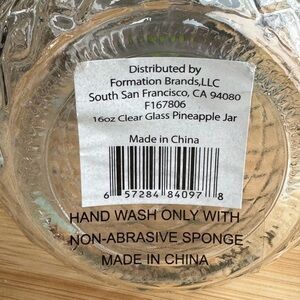 Distributed by
Formation Brands,LLC
South San Francisco, CA 94080
F167806
16oz Clear Glass Pineapple Jar
Made in China
6 57284 84097 8
HAND WASH ONLY WITH
NON-ABRASIVE SPONGE
MADE IN CHINA